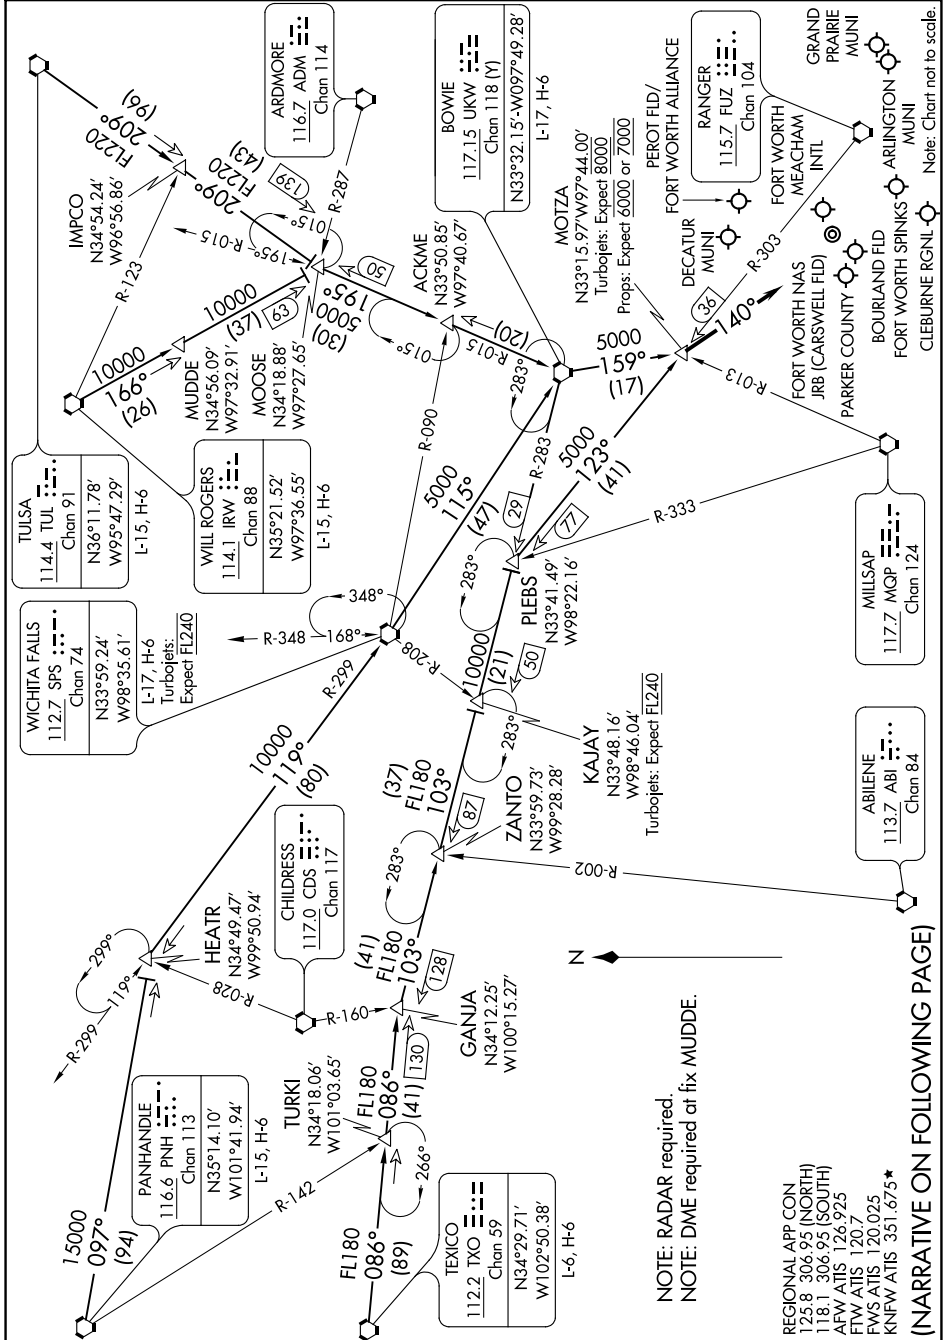 TULSA
114.4 TUL
Chan 91
N36°11.78'
W95°47.29'
L-15, H-6
FL220
209°
(96)
IMPCO
N34°54.24'
W96°56.86'
FL220
209°
(43)
139
ARDMORE
116.7 ADM
Chan 114
R-287
R-123
WILL ROGERS
114.1 IRW
Chan 88
N35°21.52'
W97°36.55'
L-15, H-6
10000
166°
(26)
MUDDE
N34°56.09'
W97°32.91'
10000
(37)
63
MOOSE
N34°18.88'
W97°27.65'
R-015
195°
015°
50
195°
5000
(30)
ACKME
N33°50.85'
W97°40.67'
015°
R-015
(20)
R-090
BOWIE
117.15 UKW
Chan 118 (Y)
N33°32.15'-W097°49.28'
L-17, H-6
283°
R-283
5000
159°
(17)
MOTZA
N33°15.97'W97°44.00'
Turbojets: Expect 8000
Props: Expect 6000 or 7000
36
140°
R-303
R-013
RANGER
115.7 FUZ
Chan 104
PEROT FLD/
FORT WORTH ALLIANCE
DECATUR
MUNI
FORT WORTH
MEACHAM
INTL
GRAND
PRAIRIE
MUNI
ARLINGTON
MUNI
FORT WORTH NAS
JRB (CARSWELL FLD)
PARKER COUNTY
BOURLAND FLD
FORT WORTH SPINKS
CLEBURNE RGNL
Note: Chart not to scale.
WICHITA FALLS
112.7 SPS
Chan 74
N33°59.24'
W98°35.61'
L-17, H-6
Turbojets:
Expect FL240
R-348
348°
168°
R-299
R-208
5000
115°
(47)
10000
119°
(80)
5000
123°
(41)
29
77
283°
PLEBS
N33°41.49'
W98°22.16'
R-333
MILLSAP
117.7 MQP
Chan 124
10000
(21)
50
283°
KAJAY
N33°48.16'
W98°46.04'
Turbojets: Expect FL240
(37)
FL180
103°
87
ZANTO
N33°59.73'
W99°28.28'
283°
R-002
ABILENE
113.7 ABI
Chan 84
(41)
FL180
103°
128
GANJA
N34°12.25'
W100°15.27'
CHILDRESS
117.0 CDS
Chan 117
R-028
R-160
HEATR
N34°49.47'
W99°50.94'
299°
119°
R-299
15000
097°
(94)
PANHANDLE
116.6 PNH
Chan 113
N35°14.10'
W101°41.94'
L-15, H-6
R-142
TURKI
N34°18.06'
W101°03.65'
FL180
086°
(41)
130
266°
FL180
086°
(89)
TEXICO
112.2 TXO
Chan 59
N34°29.71'
W102°50.38'
L-6, H-6
N
NOTE: RADAR required.
NOTE: DME required at fix MUDDE.
REGIONAL APP CON
125.8 306.95 (NORTH)
118.1 306.95 (SOUTH)
AFW ATIS 126.925
FTW ATIS 120.7
FWS ATIS 120.025
KNFW ATIS 351.675★
(NARRATIVE ON FOLLOWING PAGE)